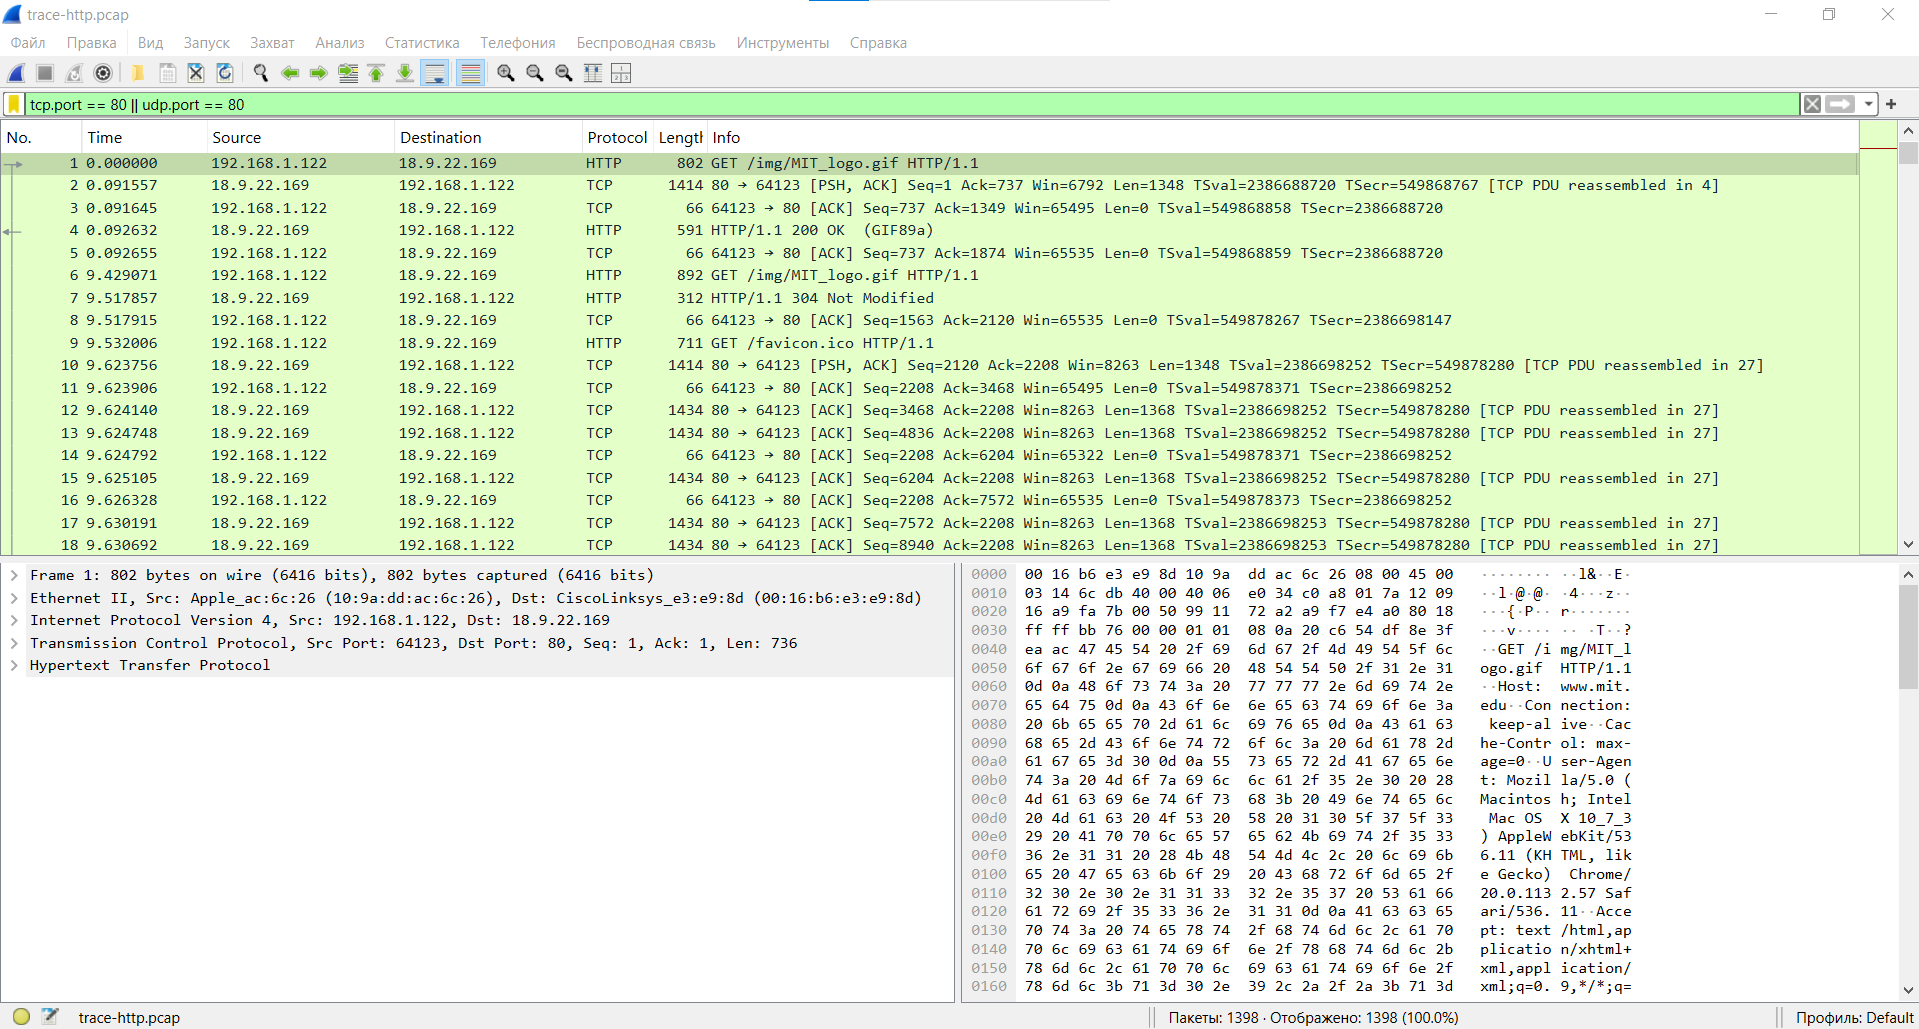 trace-http.pcap
Файл Правка Вид Запуск Захват Анализ Статистика Телефония Беспроводная связь Инструменты Справка
tcp.port == 80 || udp.port == 80
No. Time Source Destination Protocol Length Info
1 0.000000 192.168.1.122 18.9.22.169 HTTP 802 GET /img/MIT_logo.gif HTTP/1.1
2 0.091557 18.9.22.169 192.168.1.122 TCP 1414 80 → 64123 [PSH, ACK] Seq=1 Ack=737 Win=6792 Len=1348 TSval=2386688720 TSecr=549868767 [TCP PDU reassembled in 4]
3 0.091645 192.168.1.122 18.9.22.169 TCP 66 64123 → 80 [ACK] Seq=737 Ack=1349 Win=65495 Len=0 TSval=549868858 TSecr=2386688720
4 0.092632 18.9.22.169 192.168.1.122 HTTP 591 HTTP/1.1 200 OK (GIF89a)
5 0.092655 192.168.1.122 18.9.22.169 TCP 66 64123 → 80 [ACK] Seq=737 Ack=1874 Win=65535 Len=0 TSval=549868859 TSecr=2386688720
6 9.429071 192.168.1.122 18.9.22.169 HTTP 892 GET /img/MIT_logo.gif HTTP/1.1
7 9.517857 18.9.22.169 192.168.1.122 HTTP 312 HTTP/1.1 304 Not Modified
8 9.517915 192.168.1.122 18.9.22.169 TCP 66 64123 → 80 [ACK] Seq=1563 Ack=2120 Win=65535 Len=0 TSval=549878267 TSecr=2386698147
9 9.532006 192.168.1.122 18.9.22.169 HTTP 711 GET /favicon.ico HTTP/1.1
10 9.623756 18.9.22.169 192.168.1.122 TCP 1414 80 → 64123 [PSH, ACK] Seq=2120 Ack=2208 Win=8263 Len=1348 TSval=2386698252 TSecr=549878280 [TCP PDU reassembled in 27]
11 9.623906 192.168.1.122 18.9.22.169 TCP 66 64123 → 80 [ACK] Seq=2208 Ack=3468 Win=65495 Len=0 TSval=549878371 TSecr=2386698252
12 9.624140 18.9.22.169 192.168.1.122 TCP 1434 80 → 64123 [ACK] Seq=3468 Ack=2208 Win=8263 Len=1368 TSval=2386698252 TSecr=549878280 [TCP PDU reassembled in 27]
13 9.624748 18.9.22.169 192.168.1.122 TCP 1434 80 → 64123 [ACK] Seq=4836 Ack=2208 Win=8263 Len=1368 TSval=2386698252 TSecr=549878280 [TCP PDU reassembled in 27]
14 9.624792 192.168.1.122 18.9.22.169 TCP 66 64123 → 80 [ACK] Seq=2208 Ack=6204 Win=65322 Len=0 TSval=549878371 TSecr=2386698252
15 9.625105 18.9.22.169 192.168.1.122 TCP 1434 80 → 64123 [ACK] Seq=6204 Ack=2208 Win=8263 Len=1368 TSval=2386698252 TSecr=549878280 [TCP PDU reassembled in 27]
16 9.626328 192.168.1.122 18.9.22.169 TCP 66 64123 → 80 [ACK] Seq=2208 Ack=7572 Win=65535 Len=0 TSval=549878373 TSecr=2386698252
17 9.630191 18.9.22.169 192.168.1.122 TCP 1434 80 → 64123 [ACK] Seq=7572 Ack=2208 Win=8263 Len=1368 TSval=2386698253 TSecr=549878280 [TCP PDU reassembled in 27]
18 9.630692 18.9.22.169 192.168.1.122 TCP 1434 80 → 64123 [ACK] Seq=8940 Ack=2208 Win=8263 Len=1368 TSval=2386698253 TSecr=549878280 [TCP PDU reassembled in 27]
Frame 1: 802 bytes on wire (6416 bits), 802 bytes captured (6416 bits)
Ethernet II, Src: Apple_ac:6c:26 (10:9a:dd:ac:6c:26), Dst: CiscoLinksys_e3:e9:8d (00:16:b6:e3:e9:8d)
Internet Protocol Version 4, Src: 192.168.1.122, Dst: 18.9.22.169
Transmission Control Protocol, Src Port: 64123, Dst Port: 80, Seq: 1, Ack: 1, Len: 736
Hypertext Transfer Protocol
0000 00 16 b6 e3 e9 8d 10 9a dd ac 6c 26 08 00 45 00 ········ ··l&··E·
0010 03 14 6c db 40 00 40 06 e0 34 c0 a8 01 7a 12 09 ··l·@·@· ·4···z··
0020 16 a9 fa 7b 00 50 99 11 72 a2 a9 f7 e4 a0 80 18 ···{·P·· r·······
0030 ff ff bb 76 00 00 01 01 08 0a 20 c6 54 df 8e 3f ···v···· ·· ·T··?
0040 ea ac 47 45 54 20 2f 69 6d 67 2f 4d 49 54 5f 6c ··GET /i mg/MIT_l
0050 6f 67 6f 2e 67 69 66 20 48 54 54 50 2f 31 2e 31 ogo.gif HTTP/1.1
0060 0d 0a 48 6f 73 74 3a 20 77 77 77 2e 6d 69 74 2e ··Host: www.mit.
0070 65 64 75 0d 0a 43 6f 6e 6e 65 63 74 69 6f 6e 3a edu··Con nection:
0080 20 6b 65 65 70 2d 61 6c 69 76 65 0d 0a 43 61 63 keep-al ive··Cac
0090 68 65 2d 43 6f 6e 74 72 6f 6c 3a 20 6d 61 78 2d he-Contr ol: max-
00a0 61 67 65 3d 30 0d 0a 55 73 65 72 2d 41 67 65 6e age=0··U ser-Agen
00b0 74 3a 20 4d 6f 7a 69 6c 6c 61 2f 35 2e 30 20 28 t: Mozil la/5.0 (
00c0 4d 61 63 69 6e 74 6f 73 68 3b 20 49 6e 74 65 6c Macintos h; Intel
00d0 20 4d 61 63 20 4f 53 20 58 20 31 30 5f 37 5f 33 Mac OS X 10_7_3
00e0 29 20 41 70 70 6c 65 57 65 62 4b 69 74 2f 35 33 ) AppleW ebKit/53
00f0 36 2e 31 31 20 28 4b 48 54 4d 4c 2c 20 6c 69 6b 6.11 (KH TML, lik
0100 65 20 47 65 63 6b 6f 29 20 43 68 72 6f 6d 65 2f e Gecko) Chrome/
0110 32 30 2e 30 2e 31 31 33 32 2e 35 37 20 53 61 66 20.0.113 2.57 Saf
0120 61 72 69 2f 35 33 36 2e 31 31 0d 0a 41 63 63 65 ari/536. 11··Acce
0130 70 74 3a 20 74 65 78 74 2f 68 74 6d 6c 2c 61 70 pt: text /html,ap
0140 70 6c 69 63 61 74 69 6f 6e 2f 78 68 74 6d 6c 2b plicatio n/xhtml+
0150 78 6d 6c 2c 61 70 70 6c 69 63 61 74 69 6f 6e 2f xml,appl ication/
0160 78 6d 6c 3b 71 3d 30 2e 39 2c 2a 2f 2a 3b 71 3d xml;q=0. 9,*/*;q=
trace-http.pcap Пакеты: 1398 · Отображено: 1398 (100.0%) Профиль: Default